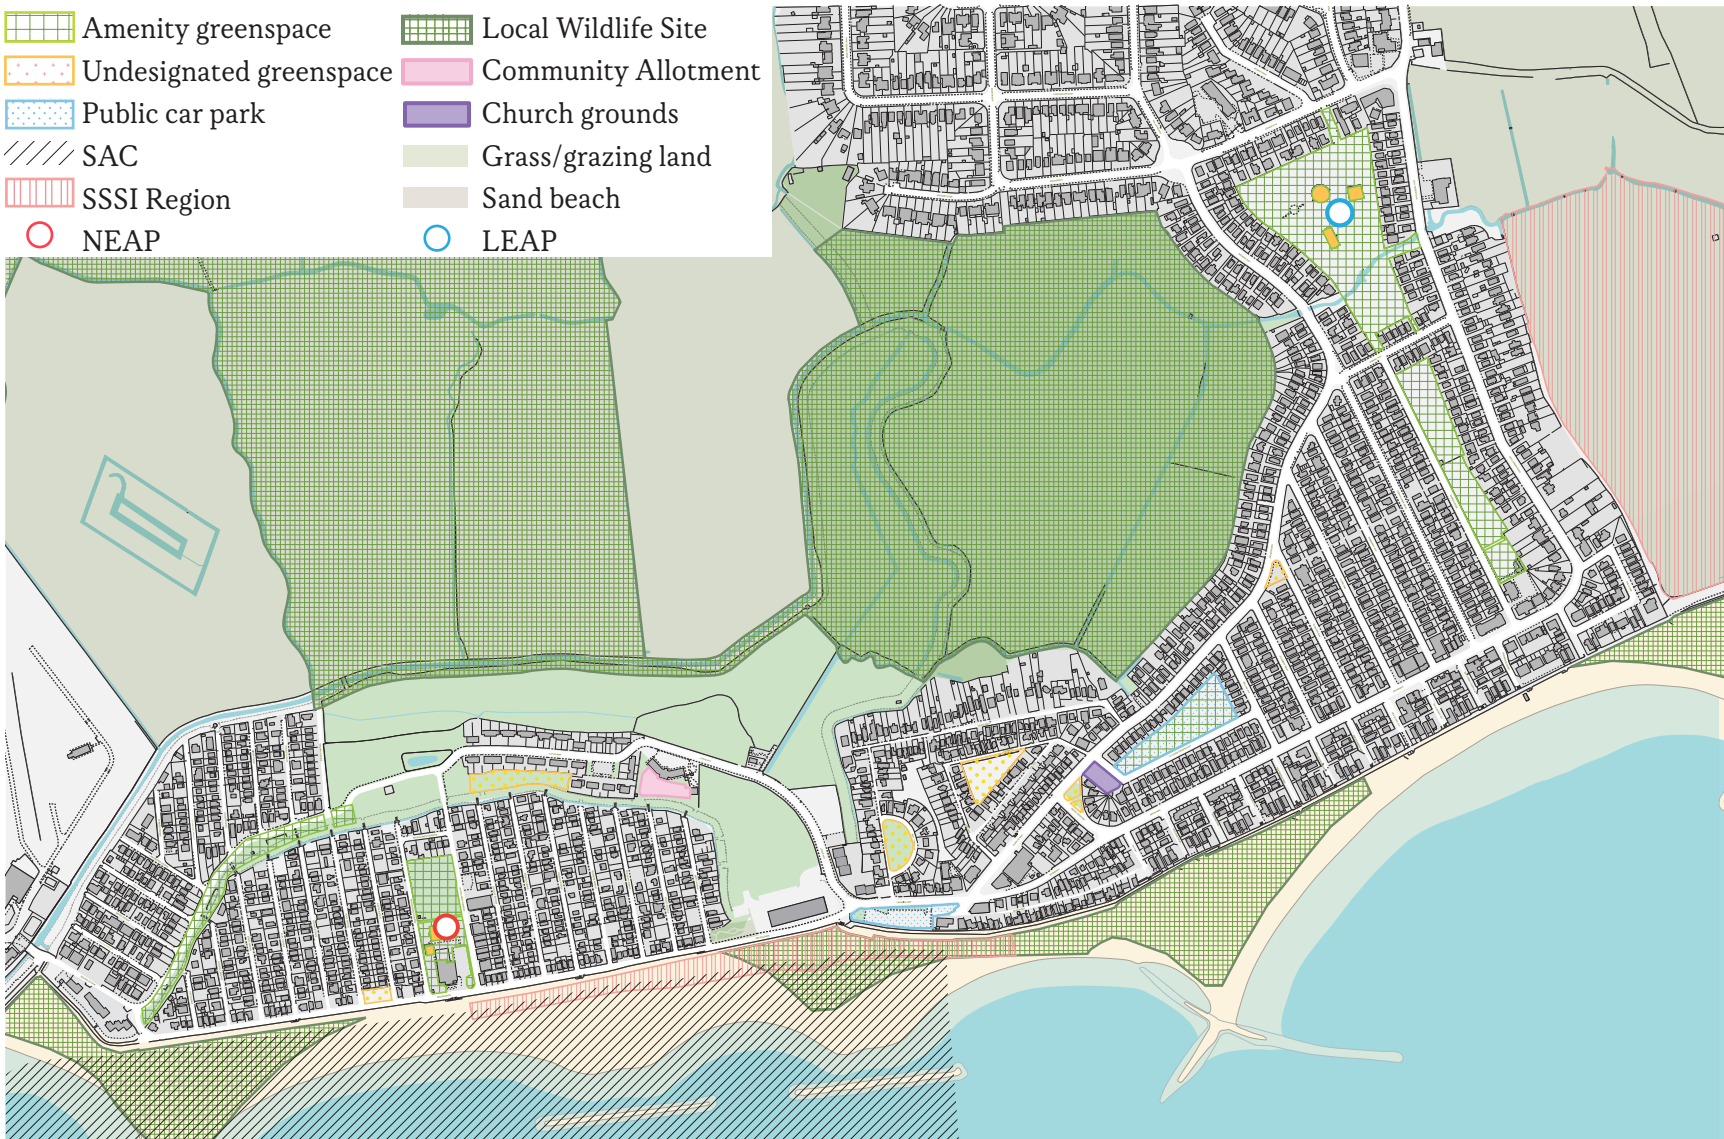 Amenity greenspace
Undesignated greenspace
Public car park
SAC
SSSI Region
NEAP
Local Wildlife Site
Community Allotment
Church grounds
Grass/grazing land
Sand beach
LEAP